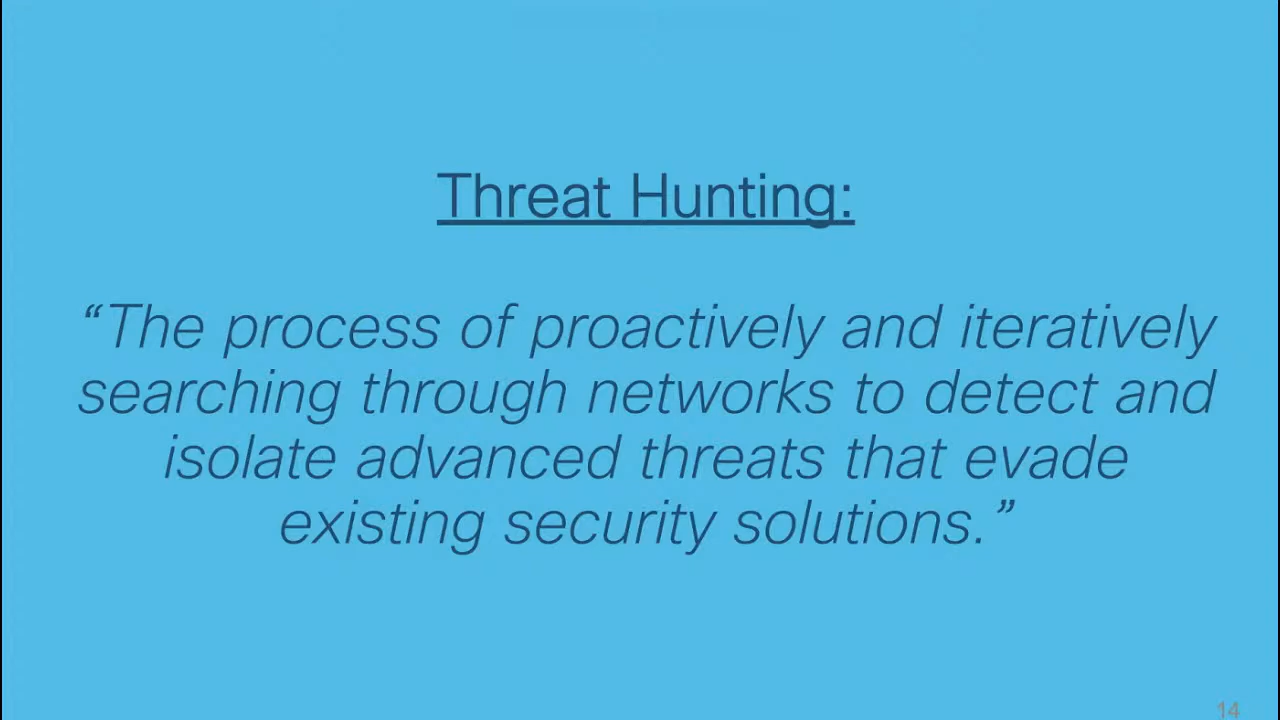 Threat Hunting:
“The process of proactively and iteratively
searching through networks to detect and
isolate advanced threats that evade
existing security solutions.”
14